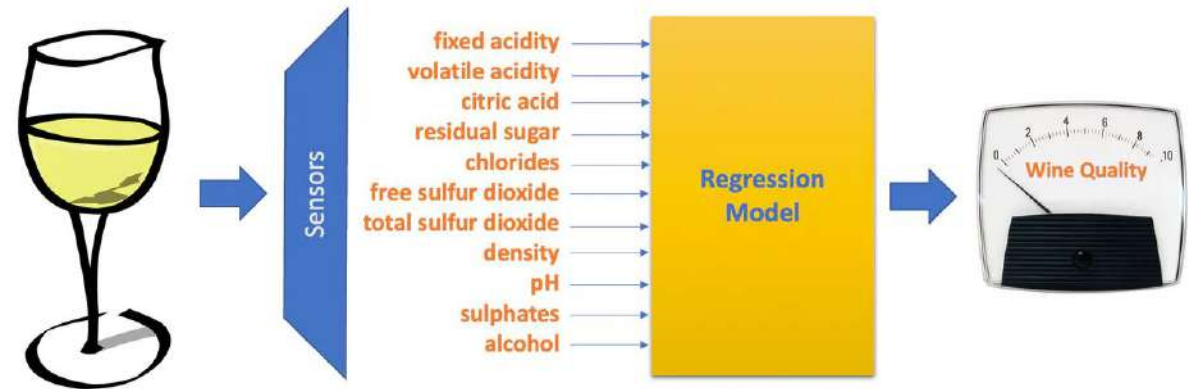 Sensors
fixed acidity
volatile acidity
citric acid
residual sugar
chlorides
free sulfur dioxide
total sulfur dioxide
density
pH
sulphates
alcohol
Regression
Model
0 2 4 6 8 10
Wine Quality